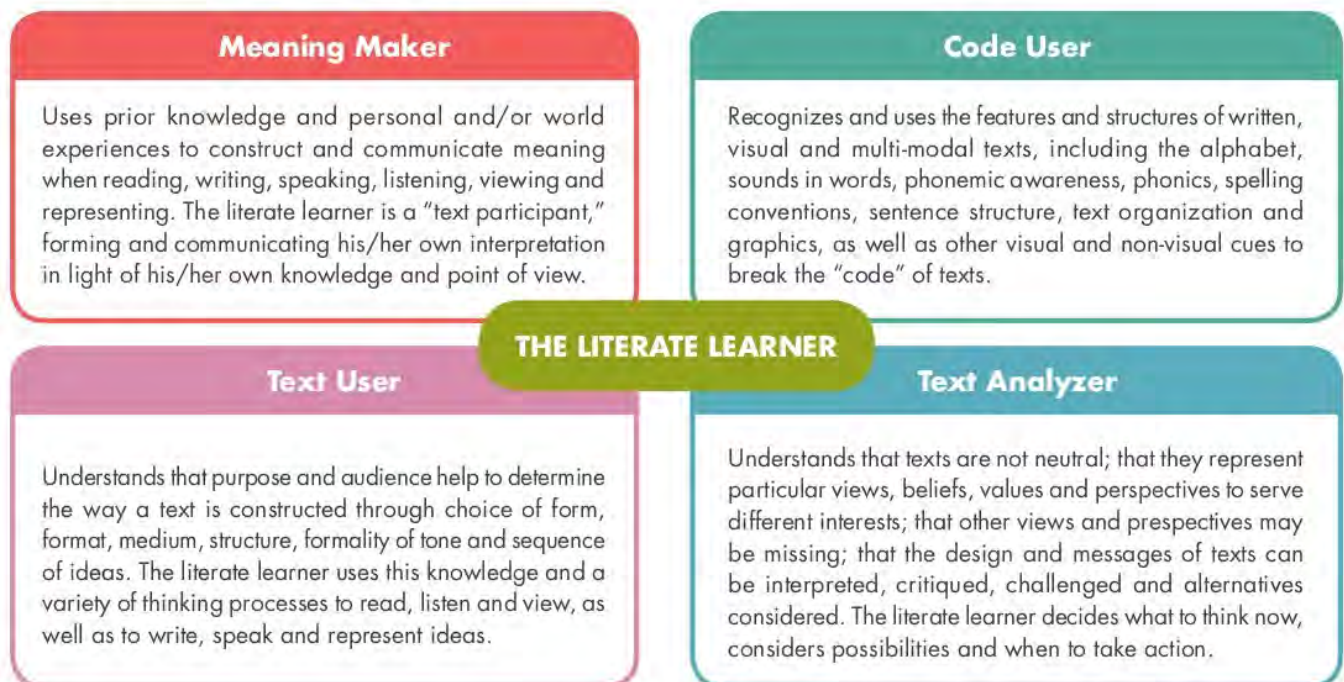 Meaning Maker
Uses prior knowledge and personal and/or world
experiences to construct and communicate meaning
when reading, writing, speaking, listening, viewing and
representing. The literate learner is a "text participant,"
forming and communicating his/her own interpretation
in light of his/her own knowledge and point of view.
Code User
Recognizes and uses the features and structures of written,
visual and multi-modal texts, including the alphabet,
sounds in words, phonemic awareness, phonics, spelling
conventions, sentence structure, text organization and
graphics, as well as other visual and non-visual cues to
break the "code" of texts.
THE LITERATE LEARNER
Text User
Understands that purpose and audience help to determine
the way a text is constructed through choice of form,
format, medium, structure, formality of tone and sequence
of ideas. The literate learner uses this knowledge and a
variety of thinking processes to read, listen and view, as
well as to write, speak and represent ideas.
Text Analyzer
Understands that texts are not neutral; that they represent
particular views, beliefs, values and perspectives to serve
different interests; that other views and prespectives may
be missing; that the design and messages of texts can
be interpreted, critiqued, challenged and alternatives
considered. The literate learner decides what to think now,
considers possibilities and when to take action.